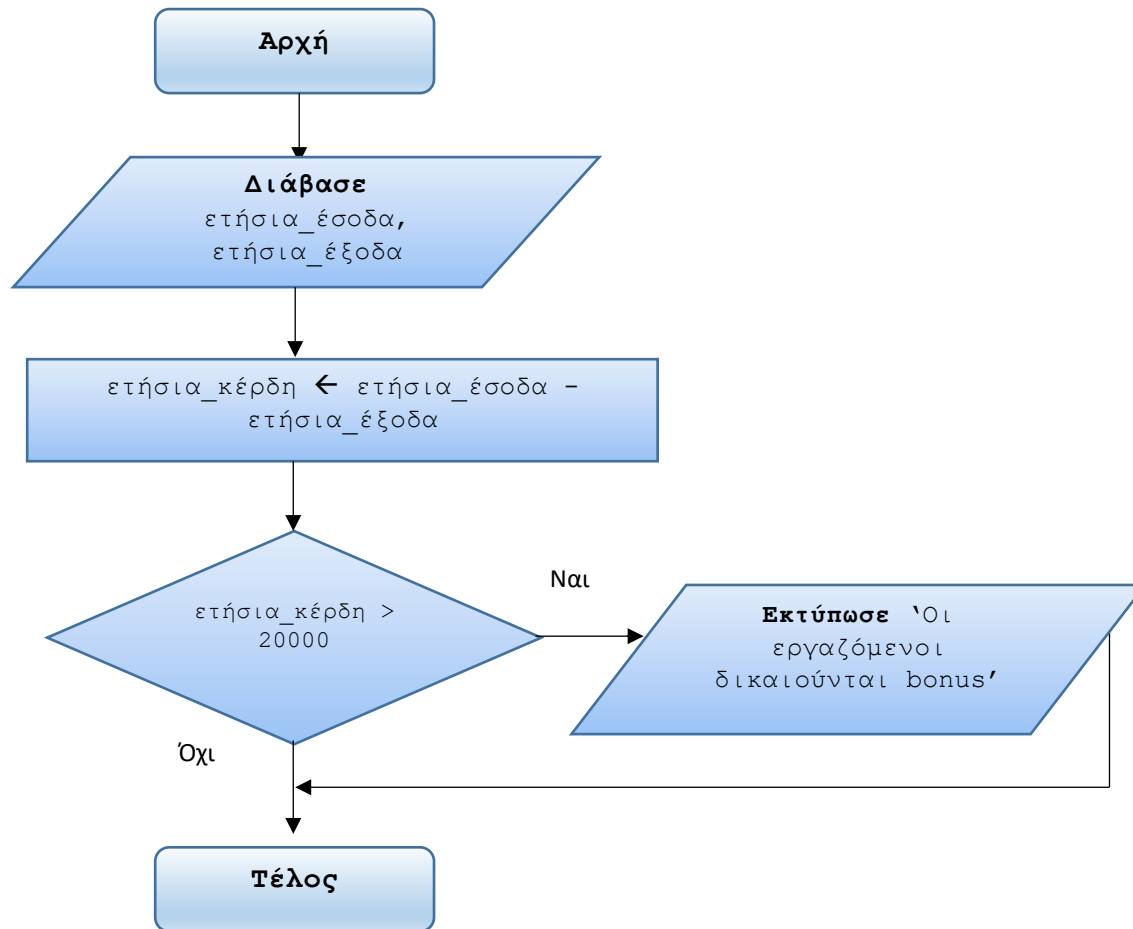 Αρχή
Διάβασε
ετήσια_έσοδα,
ετήσια_έξοδα
ετήσια_κέρδη ← ετήσια_έσοδα –
ετήσια_έξοδα
ετήσια_κέρδη >
20000
Ναι
Εκτύπωσε ‘Οι
εργαζόμενοι
δικαιούνται bonus’
Όχι
Τέλος